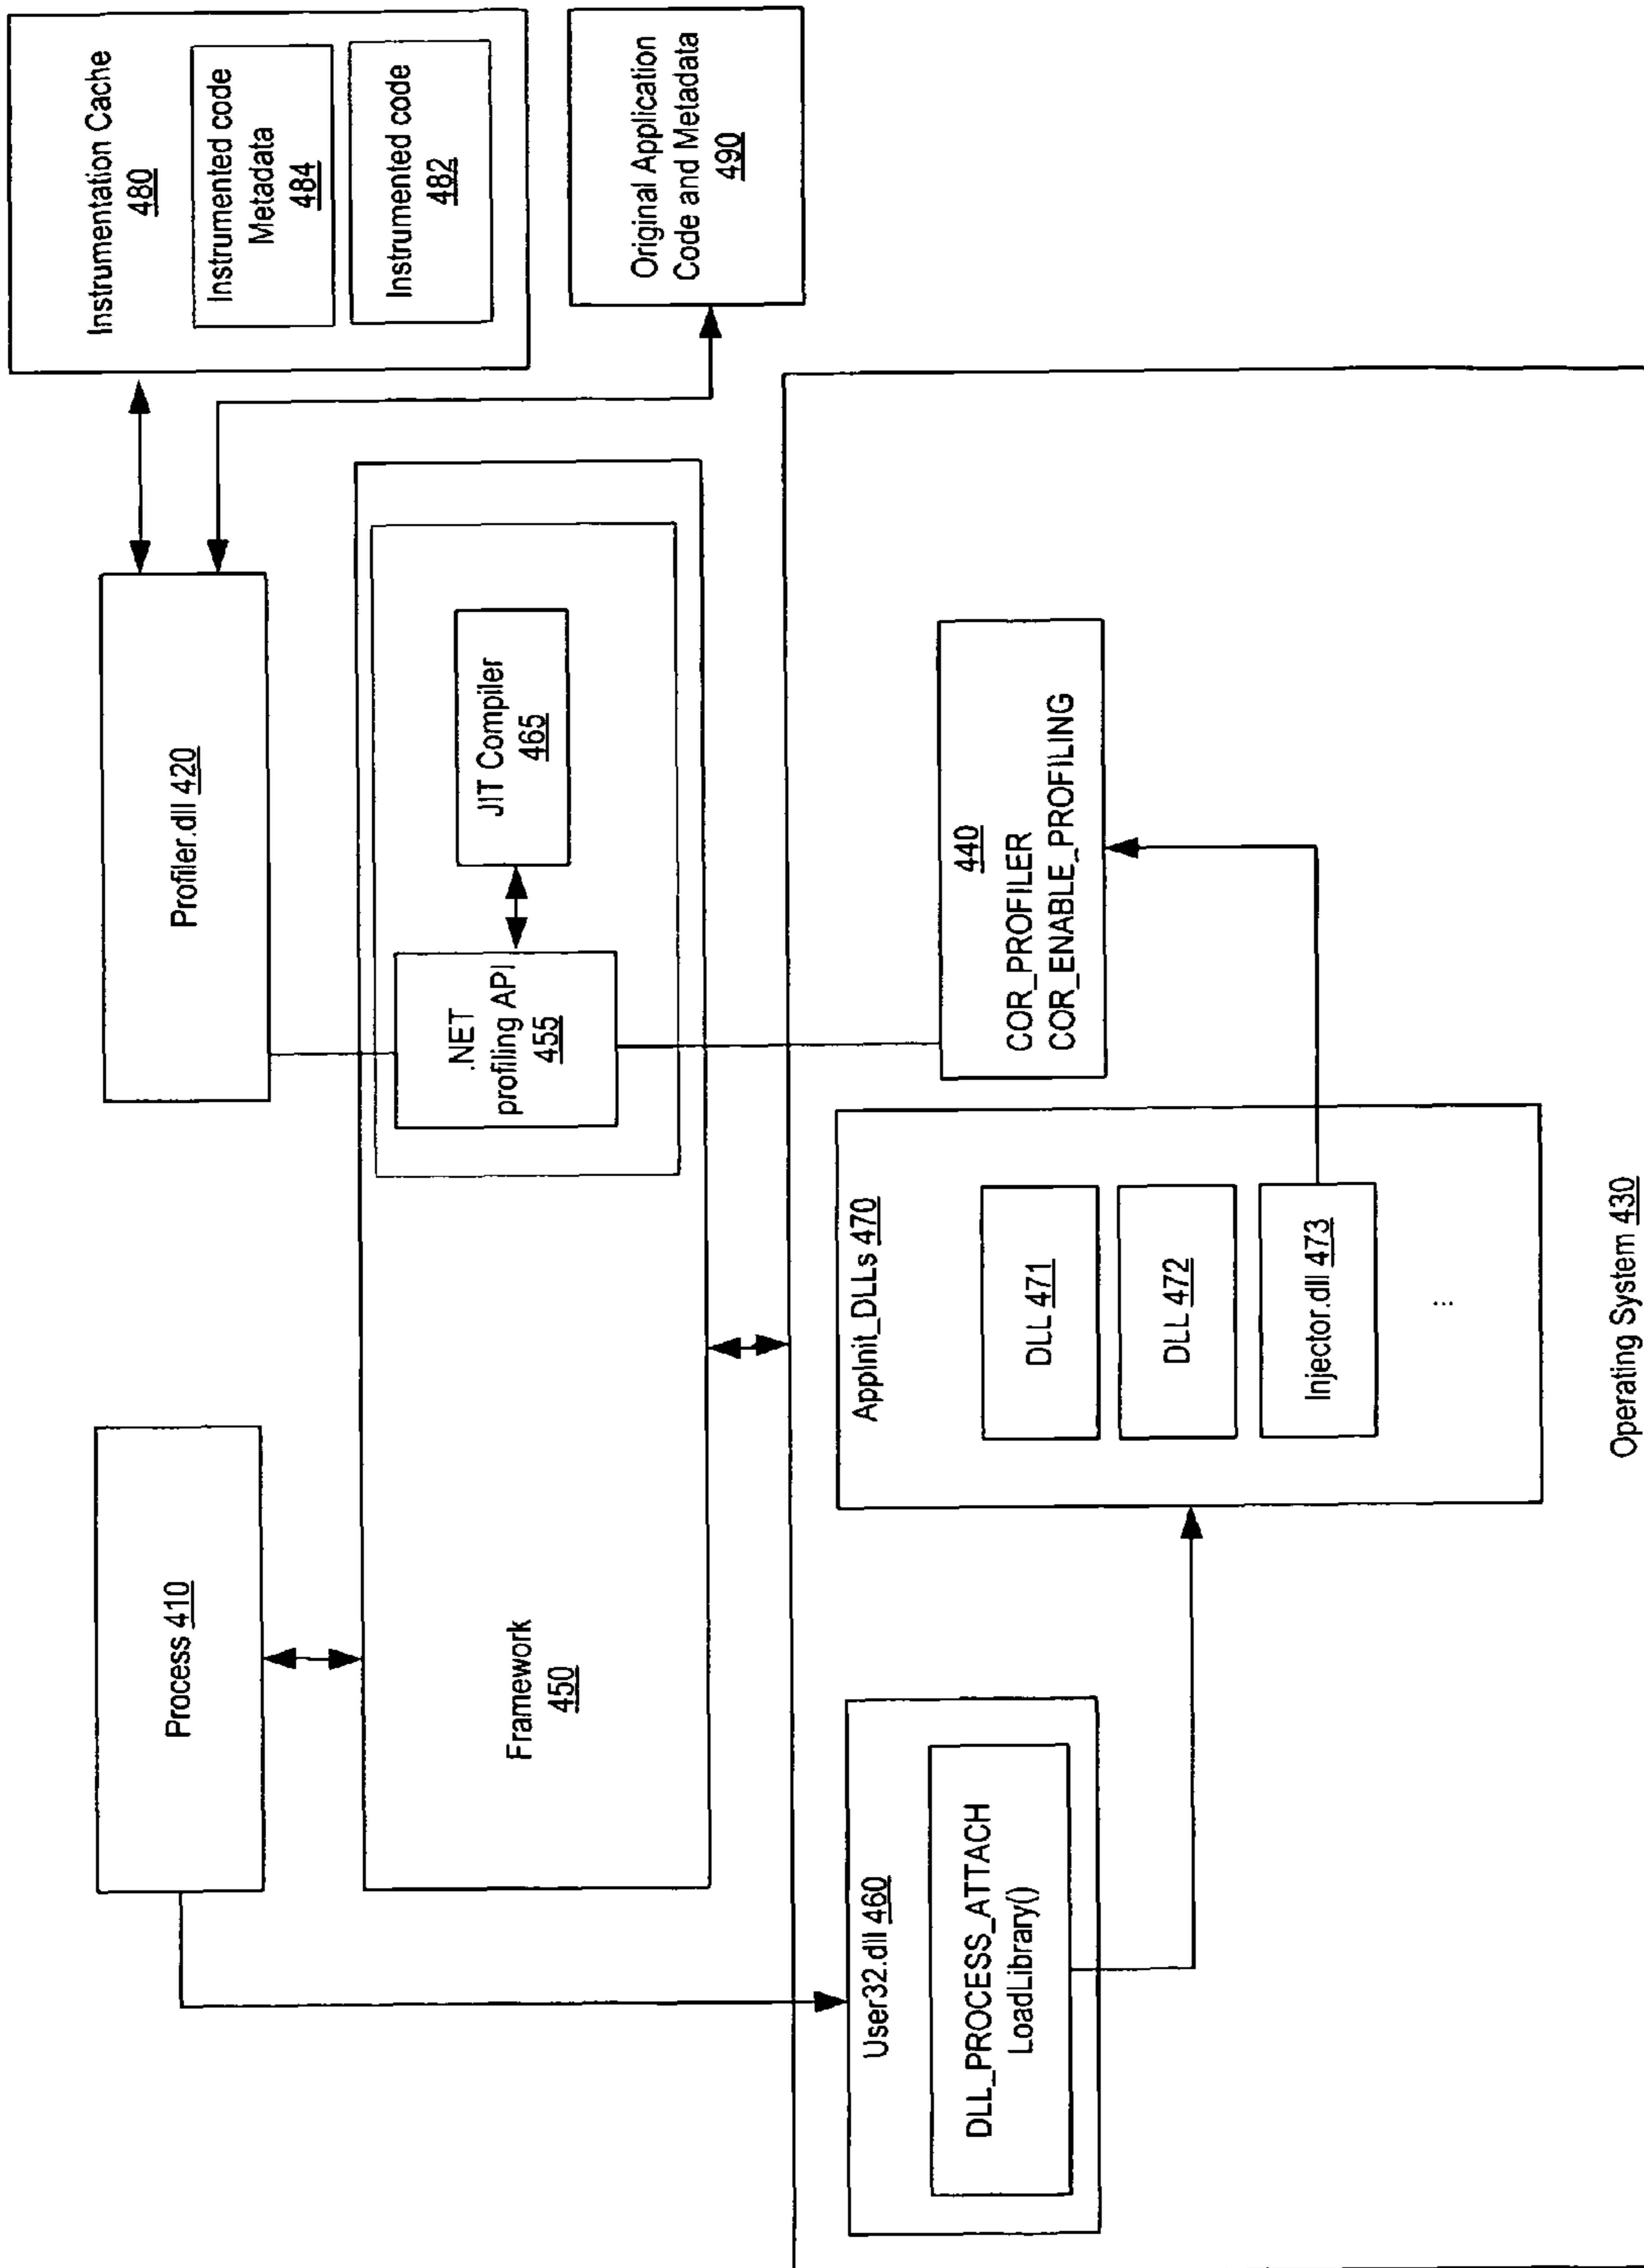 Process 410
Profiler.dll 420
Instrumentation Cache
480
Instrumented code
Metadata
484
Instrumented code
482
Original Application
Code and Metadata
490
Framework
450
.NET
profiling API
455
JIT Compiler
465
User32.dll 460
DLL_PROCESS_ATTACH
LoadLibrary()
AppInit_DLLs 470
DLL 471
DLL 472
Injector.dll 473
...
440
COR_PROFILER
COR_ENABLE_PROFILING
Operating System 430